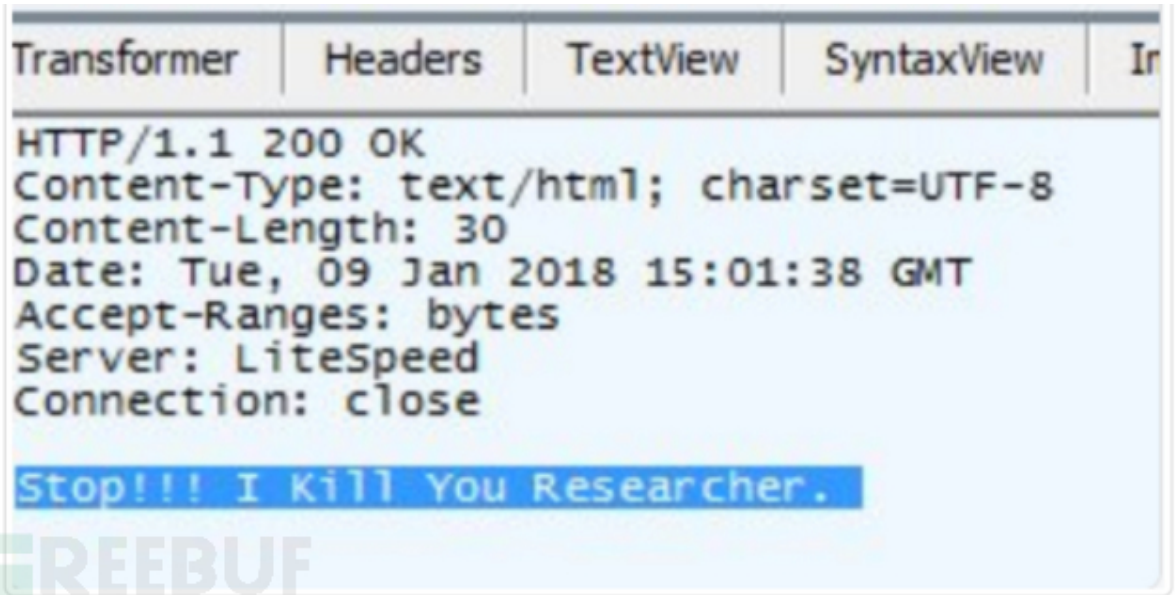 Transformer Headers TextView SyntaxView
HTTP/1.1 200 OK
Content-Type: text/html; charset=UTF-8
Content-Length: 30
Date: Tue, 09 Jan 2018 15:01:38 GMT
Accept-Ranges: bytes
Server: LiteSpeed
Connection: close
Stop!!! I Kill You Researcher.
FREEBUF